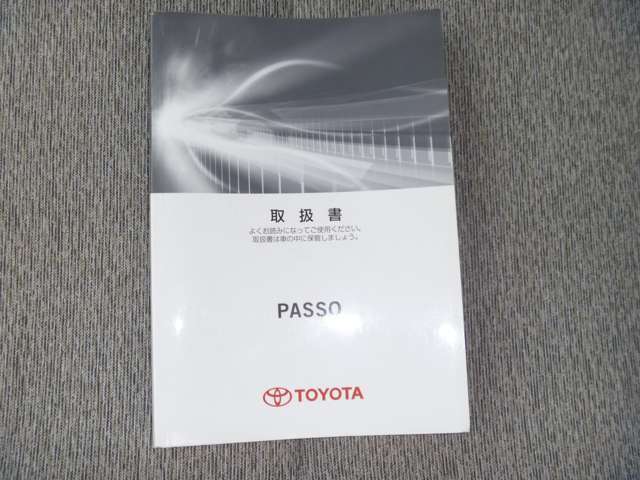 取扱書
よくお読みになってご使用ください。
取扱書は車の中に保管しましょう。
PASSO
TOYOTA